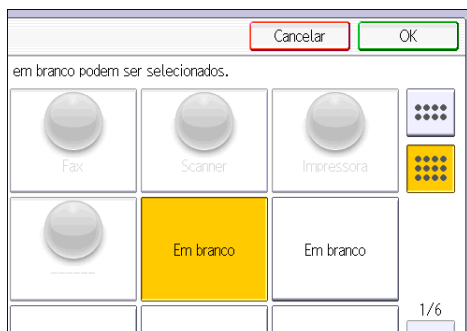 Cancelar OK
em branco podem ser selecionados.
Fax Scanner Impressora
Em branco Em branco
1/6